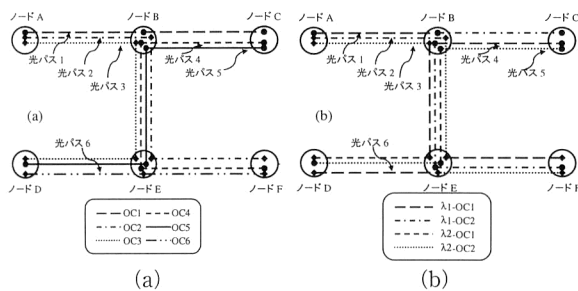 ノードA ノードB ノードC
光パス1 光パス2 光パス3 光パス4 光パス5
(a)
光パス6
ノードD ノードE ノードF
OC1 OC4
OC2 OC5
OC3 OC6
(a)
ノードA ノードB ノードC
光パス1 光パス2 光パス3 光パス4 光パス5
(b)
光パス6
ノードD ノードE
λ1-OC1
λ1-OC2
λ2-OC1
λ2-OC2
(b)